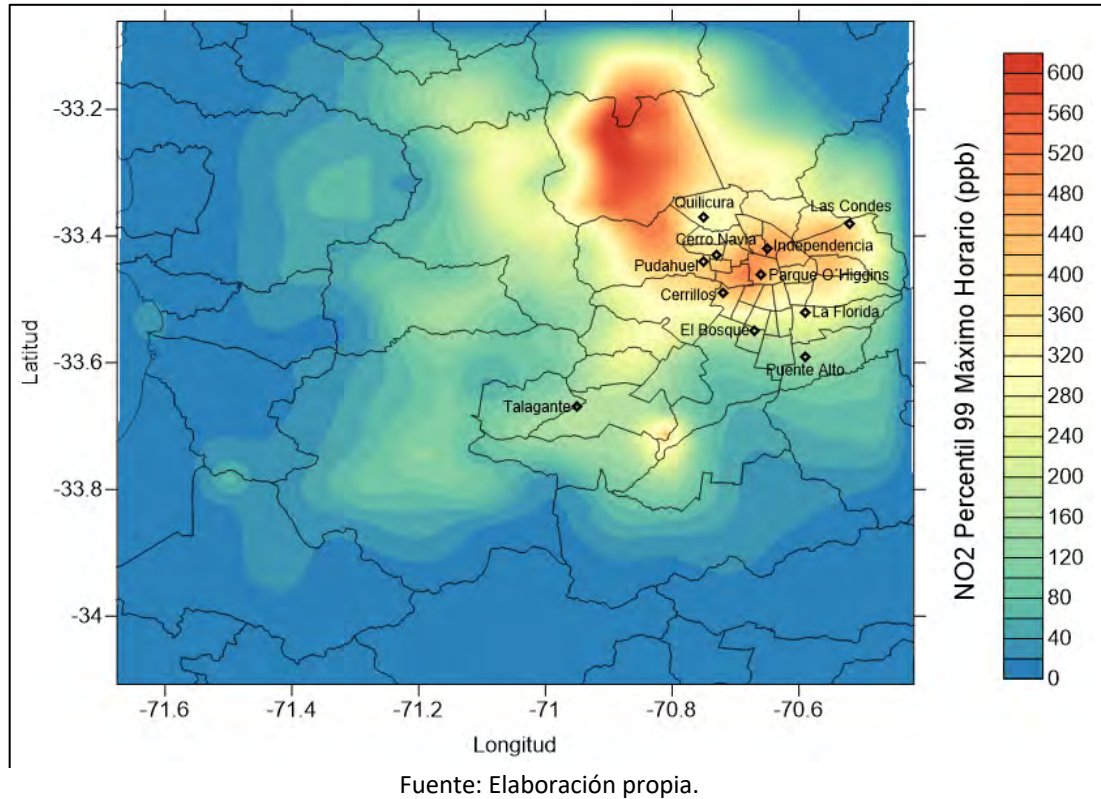 -33.2
-33.4
-33.6
-33.8
-34
Latitud
Quilicura
Las Condes
Cerro Navia
Independencia
Pudahuel
Parque O´Higgins
Cerrillos
La Florida
El Bosque
Puente Alto
Talagante
-71.6
-71.4
-71.2
-71
-70.8
-70.6
Longitud
NO2 Percentil 99 Máximo Horario (ppb)
600
560
520
480
440
400
360
320
280
240
200
160
120
80
40
0
Fuente: Elaboración propia.